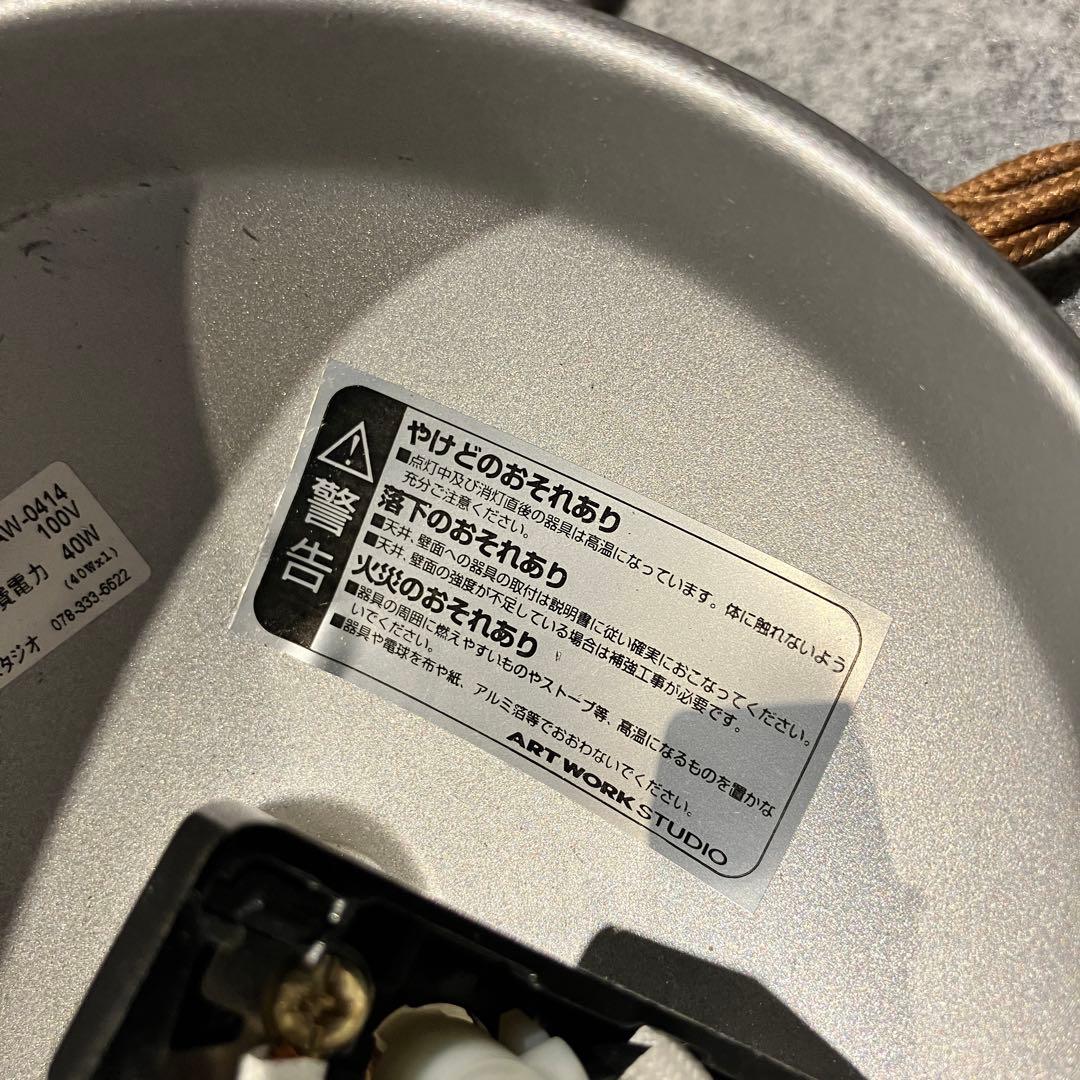 AW-0414
100V
費電力 40W
(40W×1)
タジオ 078-333-6622
警告
やけどのおそれあり
■点灯中及び消灯直後の器具は高温になっています。体に触れないよう
充分ご注意ください。
落下のおそれあり
■天井、壁面への器具の取付は説明書に従い確実におこなってください。
■天井、壁面の強度が不足している場合は補強工事が必要です。
火災のおそれあり
■器具の周囲に燃えやすいものやストーブ等、高温になるものを置かな
いでください。
■器具や電球を布や紙、アルミ箔等でおおわないでください。
ART WORK STUDIO